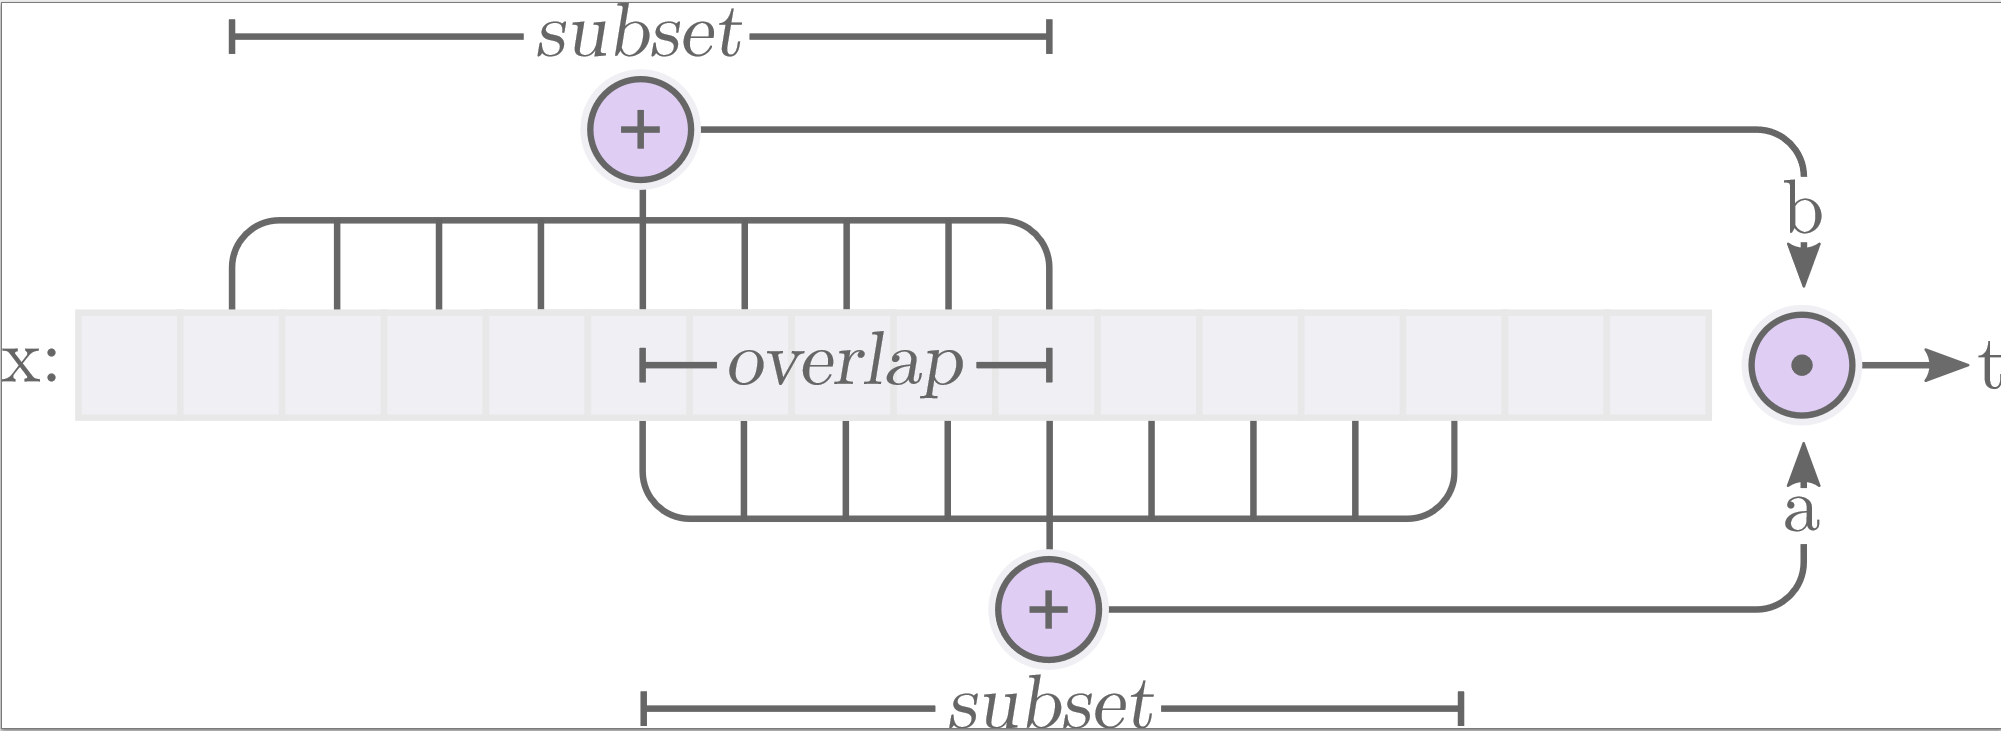 subset
+
b
x:
overlap
t
a
+
subset